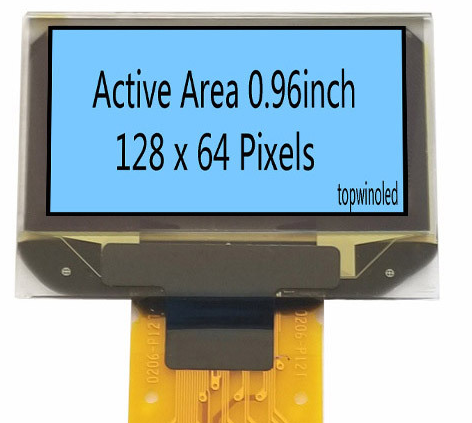 Active Area 0.96inch
128 x 64 Pixels
topwinoled